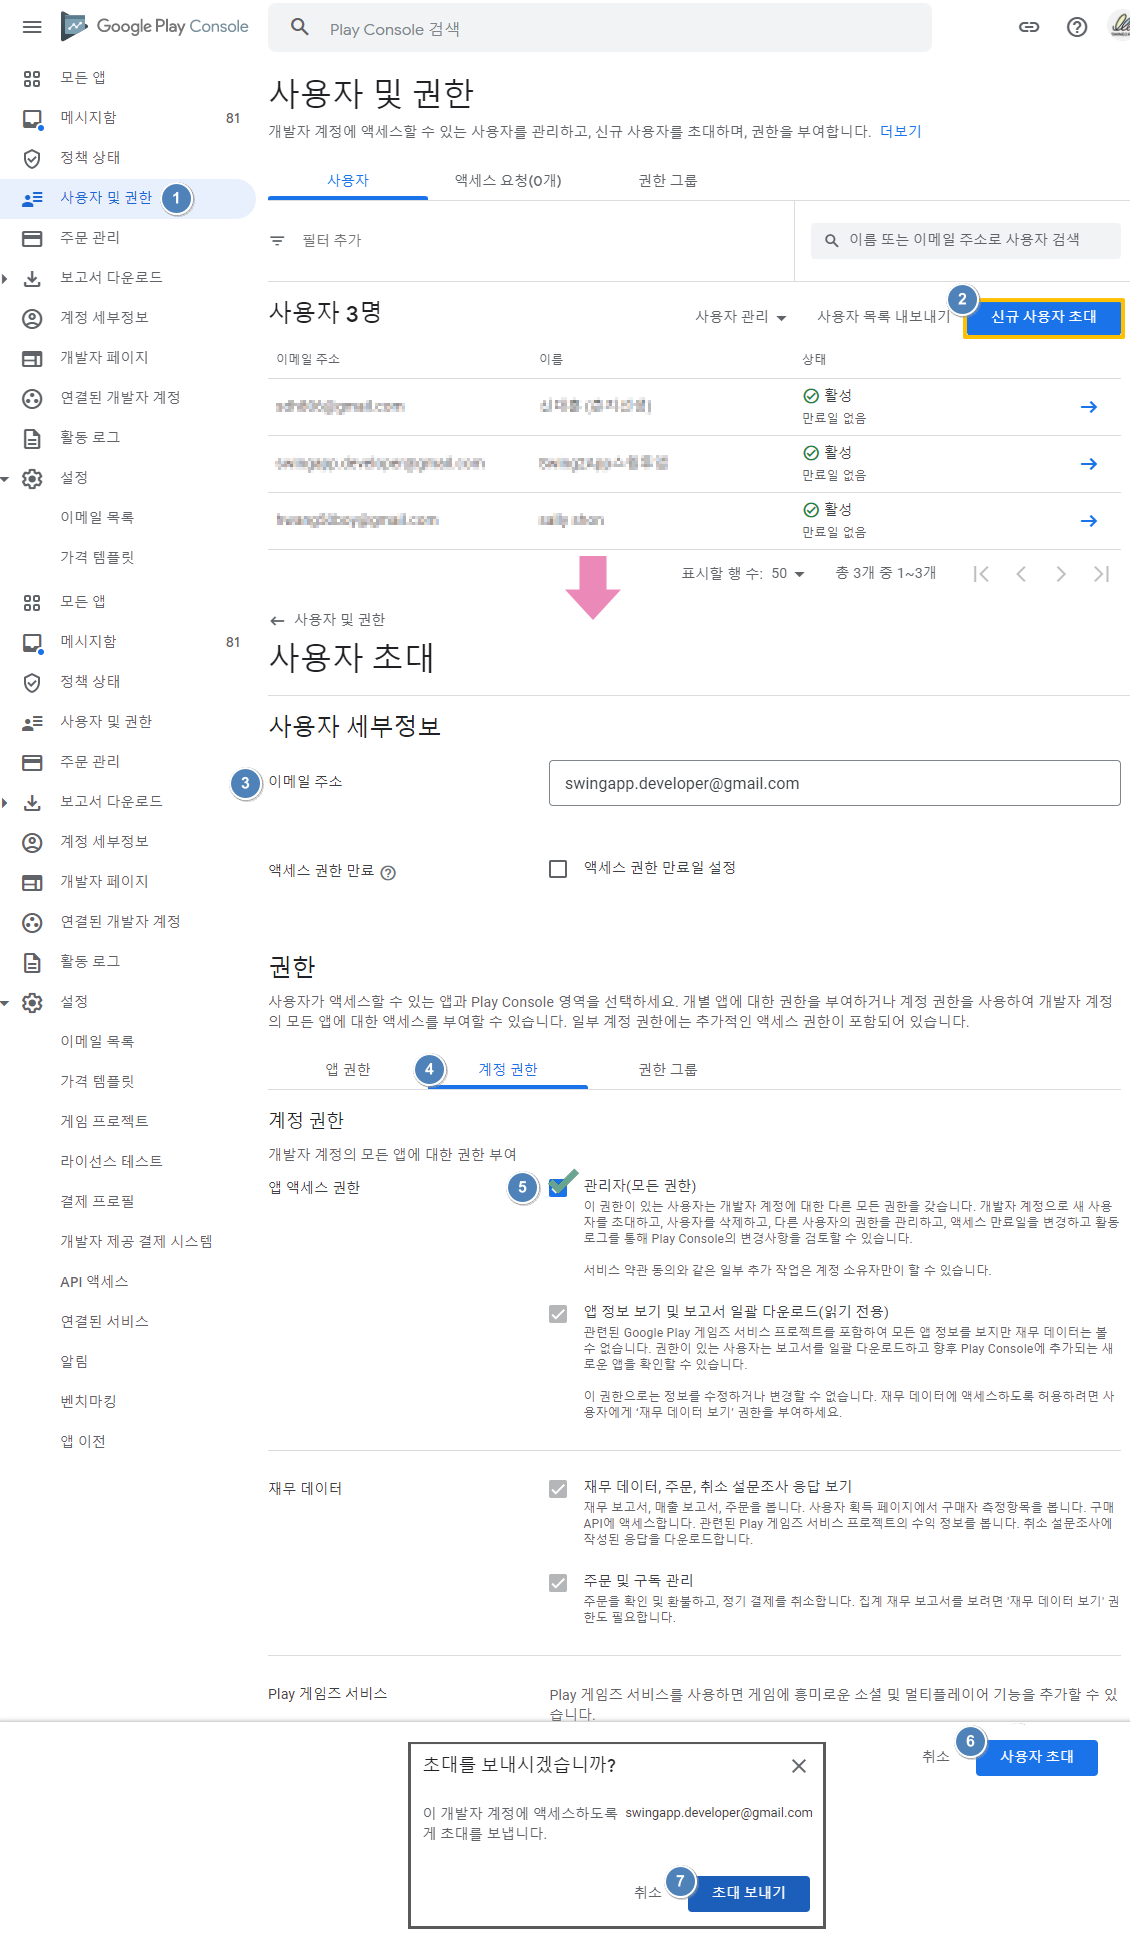 Google Play Console
Play Console 검색
모든 앱
메시지함 81
정책 상태
사용자 및 권한 1
주문 관리
보고서 다운로드
계정 세부정보
개발자 페이지
연결된 개발자 계정
활동 로그
설정
이메일 목록
가격 템플릿
사용자 및 권한
개발자 계정에 액세스할 수 있는 사용자를 관리하고, 신규 사용자를 초대하며, 권한을 부여합니다. 더보기
사용자 액세스 요청(0개) 권한 그룹
필터 추가 이름 또는 이메일 주소로 사용자 검색
사용자 3명 사용자 관리 사용자 목록 내보내기 2 신규 사용자 초대
이메일 주소 이름 상태
활성
만료일 없음
활성
만료일 없음
활성
만료일 없음
표시할 행 수: 50 총 3개 중 1~3개
모든 앱
메시지함 81
정책 상태
사용자 및 권한
주문 관리
보고서 다운로드
계정 세부정보
개발자 페이지
연결된 개발자 계정
활동 로그
설정
이메일 목록
가격 템플릿
게임 프로젝트
라이선스 테스트
결제 프로필
개발자 제공 결제 시스템
API 액세스
연결된 서비스
알림
벤치마킹
앱 이전
사용자 및 권한
사용자 초대
사용자 세부정보
3 이메일 주소 swingapp.developer@gmail.com
액세스 권한 만료 액세스 권한 만료일 설정
권한
사용자가 액세스할 수 있는 앱과 Play Console 영역을 선택하세요. 개별 앱에 대한 권한을 부여하거나 계정 권한을 사용하여 개발자 계정
의 모든 앱에 대한 액세스를 부여할 수 있습니다. 일부 계정 권한에는 추가적인 액세스 권한이 포함되어 있습니다.
앱 권한 4 계정 권한 권한 그룹
계정 권한
개발자 계정의 모든 앱에 대한 권한 부여
앱 액세스 권한 5 관리자(모든 권한)
이 권한이 있는 사용자는 개발자 계정에 대한 다른 모든 권한을 갖습니다. 개발자 계정으로 새 사용
자를 초대하고, 사용자를 삭제하고, 다른 사용자의 권한을 관리하고, 액세스 만료일을 변경하고 활동
로그를 통해 Play Console의 변경사항을 검토할 수 있습니다.
서비스 약관 동의와 같은 일부 추가 작업은 계정 소유자만이 할 수 있습니다.
앱 정보 보기 및 보고서 일괄 다운로드(읽기 전용)
관련된 Google Play 게임즈 서비스 프로젝트를 포함하여 모든 앱 정보를 보지만 재무 데이터는 볼
수 없습니다. 권한이 있는 사용자는 보고서를 일괄 다운로드하고 향후 Play Console에 추가되는 새
로운 앱을 확인할 수 있습니다.
이 권한으로는 정보를 수정하거나 변경할 수 없습니다. 재무 데이터에 액세스하도록 허용하려면 사
용자에게 '재무 데이터 보기' 권한을 부여하세요.
재무 데이터 재무 데이터, 주문, 취소 설문조사 응답 보기
재무 보고서, 매출 보고서, 주문을 봅니다. 사용자 획득 페이지에서 구매자 측정항목을 봅니다. 구매
API에 액세스합니다. 관련된 Play 게임즈 서비스 프로젝트의 수익 정보를 봅니다. 취소 설문조사에
작성된 응답을 다운로드합니다.
주문 및 구독 관리
주문을 확인 및 환불하고, 정기 결제를 취소합니다. 집계 재무 보고서를 보려면 '재무 데이터 보기' 권
한도 필요합니다.
Play 게임즈 서비스 Play 게임즈 서비스를 사용하면 게임에 흥미로운 소셜 및 멀티플레이어 기능을 추가할 수 있
습니다.
취소 6 사용자 초대
초대를 보내시겠습니까?
이 개발자 계정에 액세스하도록 swingapp.developer@gmail.com
게 초대를 보냅니다.
취소 7 초대 보내기